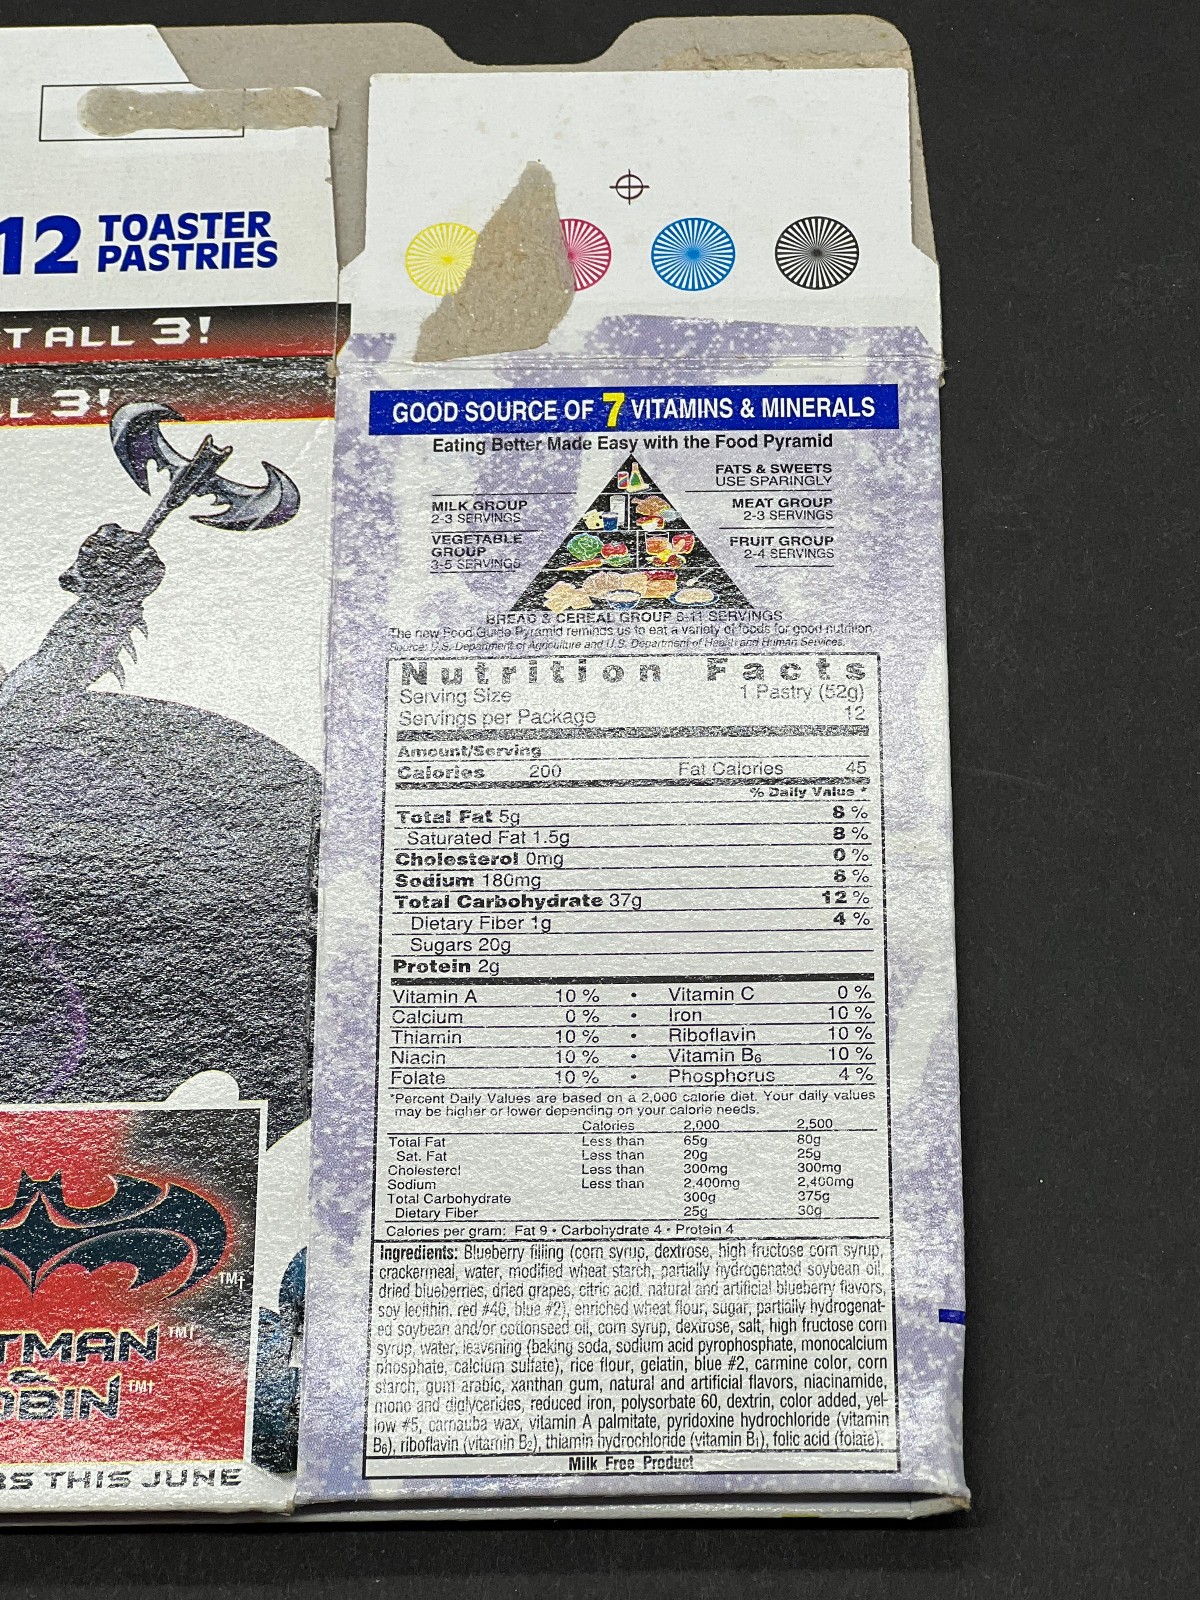 12 TOASTER
PASTRIES
T ALL 3!
LL 3!
TM†
TMAN TM†
&
OBIN TM†
RS THIS JUNE
GOOD SOURCE OF 7 VITAMINS & MINERALS
Eating Better Made Easy with the Food Pyramid
FATS & SWEETS
USE SPARINGLY
MILK GROUP
2-3 SERVINGS
MEAT GROUP
2-3 SERVINGS
VEGETABLE
GROUP
3-5 SERVINGS
FRUIT GROUP
2-4 SERVINGS
BREAD & CEREAL GROUP 6-11 SERVINGS
The new Food Guide Pyramid reminds us to eat a variety of foods for good nutrition.
Source: U.S. Department of Agriculture and U.S. Department of Health and Human Services.
Nutrition Facts
Serving Size 1 Pastry (52g)
Servings per Package 12
Amount/Serving
Calories 200 Fat Calories 45
% Daily Value *
Total Fat 5g 8 %
Saturated Fat 1.5g 8 %
Cholesterol 0mg 0 %
Sodium 180mg 8 %
Total Carbohydrate 37g 12 %
Dietary Fiber 1g 4 %
Sugars 20g
Protein 2g
Vitamin A 10 % • Vitamin C 0 %
Calcium 0 % • Iron 10 %
Thiamin 10 % • Riboflavin 10 %
Niacin 10 % • Vitamin B6 10 %
Folate 10 % • Phosphorus 4 %
*Percent Daily Values are based on a 2,000 calorie diet. Your daily values
may be higher or lower depending on your calorie needs.
Calories 2,000 2,500
Total Fat Less than 65g 80g
Sat. Fat Less than 20g 25g
Cholesterol Less than 300mg 300mg
Sodium Less than 2,400mg 2,400mg
Total Carbohydrate 300g 375g
Dietary Fiber 25g 30g
Calories per gram: Fat 9 • Carbohydrate 4 • Protein 4
Ingredients: Blueberry filling (corn syrup, dextrose, high fructose corn syrup,
crackermeal, water, modified wheat starch, partially hydrogenated soybean oil,
dried blueberries, dried grapes, citric acid, natural and artificial blueberry flavors,
soy lecithin, red #40, blue #2), enriched wheat flour, sugar, partially hydrogenat-
ed soybean and/or cottonseed oil, corn syrup, dextrose, salt, high fructose corn
syrup, water, leavening (baking soda, sodium acid pyrophosphate, monocalcium
phosphate, calcium sulfate), rice flour, gelatin, blue #2, carmine color, corn
starch, gum arabic, xanthan gum, natural and artificial flavors, niacinamide,
mono and diglycerides, reduced iron, polysorbate 60, dextrin, color added, yel-
low #5, carnauba wax, vitamin A palmitate, pyridoxine hydrochloride (vitamin
B6), riboflavin (vitamin B2), thiamin hydrochloride (vitamin B1), folic acid (folate).
Milk Free Product